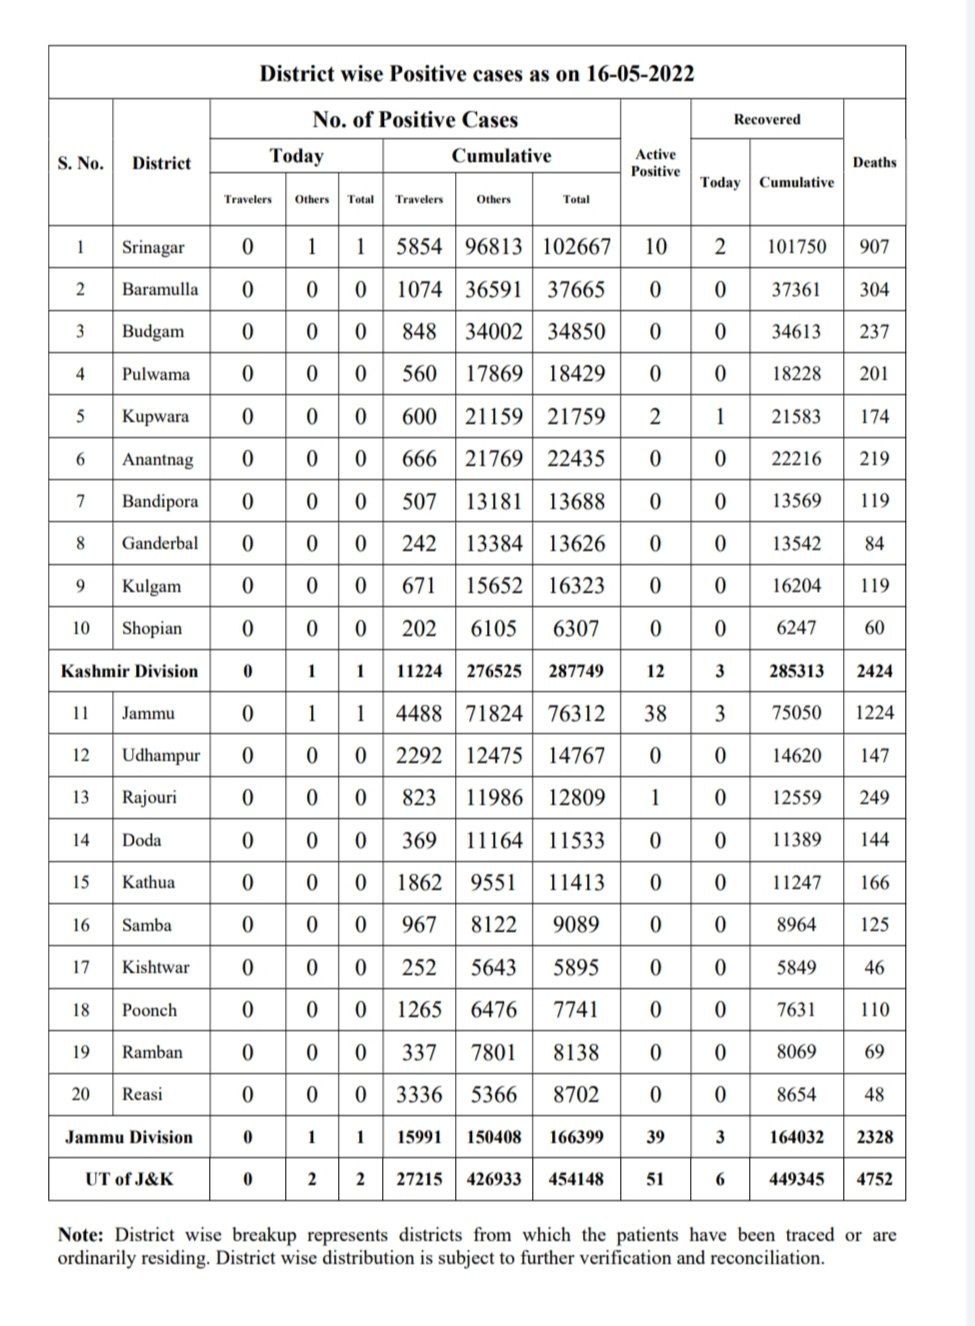 District wise Positive cases as on 16-05-2022
S. No. District No. of Positive Cases Active Positive Recovered Deaths
Today Cumulative Today Cumulative
Travelers Others Total Travelers Others Total
1 Srinagar 0 1 1 5854 96813 102667 10 2 101750 907
2 Baramulla 0 0 0 1074 36591 37665 0 0 37361 304
3 Budgam 0 0 0 848 34002 34850 0 0 34613 237
4 Pulwama 0 0 0 560 17869 18429 0 0 18228 201
5 Kupwara 0 0 0 600 21159 21759 2 1 21583 174
6 Anantnag 0 0 0 666 21769 22435 0 0 22216 219
7 Bandipora 0 0 0 507 13181 13688 0 0 13569 119
8 Ganderbal 0 0 0 242 13384 13626 0 0 13542 84
9 Kulgam 0 0 0 671 15652 16323 0 0 16204 119
10 Shopian 0 0 0 202 6105 6307 0 0 6247 60
Kashmir Division 0 1 1 11224 276525 287749 12 3 285313 2424
11 Jammu 0 1 1 4488 71824 76312 38 3 75050 1224
12 Udhampur 0 0 0 2292 12475 14767 0 0 14620 147
13 Rajouri 0 0 0 823 11986 12809 1 0 12559 249
14 Doda 0 0 0 369 11164 11533 0 0 11389 144
15 Kathua 0 0 0 1862 9551 11413 0 0 11247 166
16 Samba 0 0 0 967 8122 9089 0 0 8964 125
17 Kishtwar 0 0 0 252 5643 5895 0 0 5849 46
18 Poonch 0 0 0 1265 6476 7741 0 0 7631 110
19 Ramban 0 0 0 337 7801 8138 0 0 8069 69
20 Reasi 0 0 0 3336 5366 8702 0 0 8654 48
Jammu Division 0 1 1 15991 150408 166399 39 3 164032 2328
UT of J&K 0 2 2 27215 426933 454148 51 6 449345 4752
Note: District wise breakup represents districts from which the patients have been traced or are
ordinarily residing. District wise distribution is subject to further verification and reconciliation.